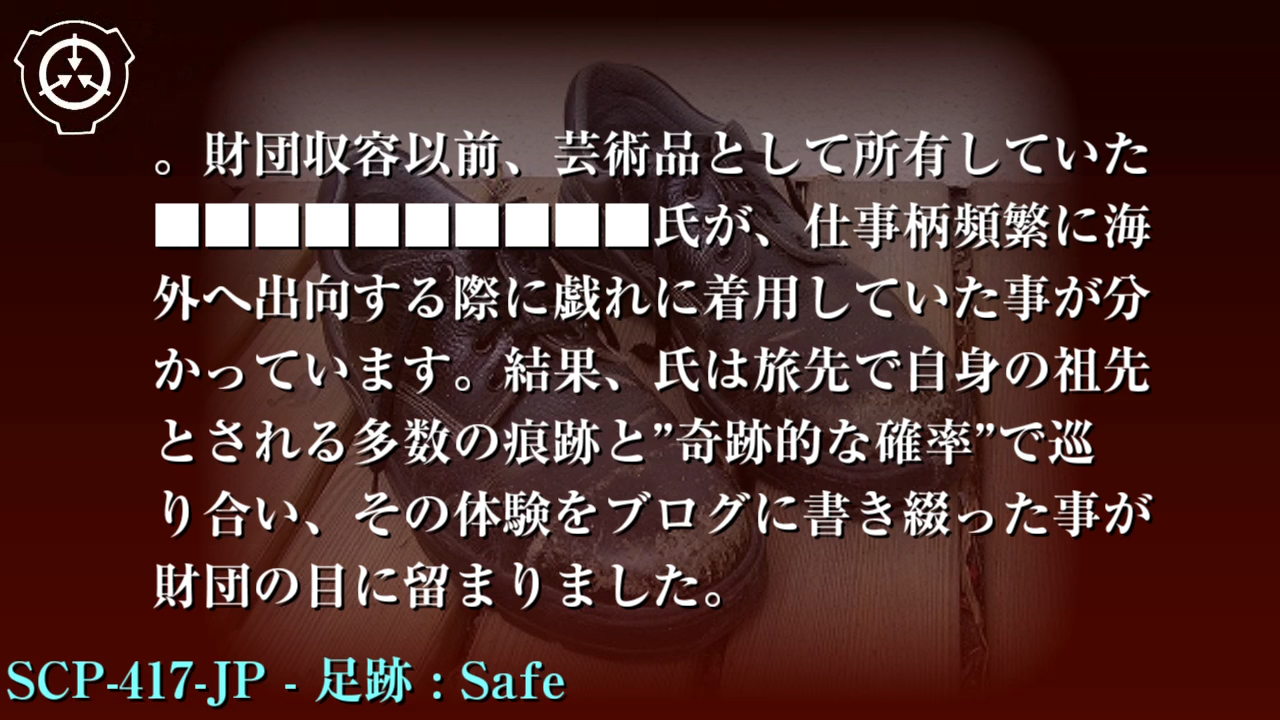 。財団収容以前、芸術品として所有していた
■■■■■■■■■■氏が、仕事柄頻繁に海
外へ出向する際に戯れに着用していた事が分
かっています。結果、氏は旅先で自身の祖先
とされる多数の痕跡と”奇跡的な確率”で巡
り合い、その体験をブログに書き綴った事が
財団の目に留まりました。
SCP-417-JP - 足跡：Safe